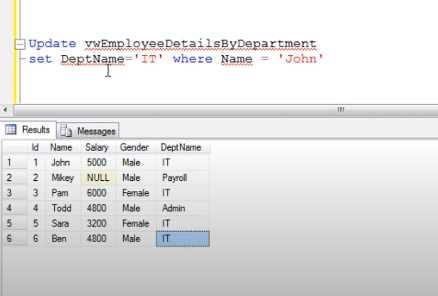 Update vwEmployeeDetailsByDepartment
set DeptName='IT' where Name = 'John'
Results Messages
Id Name Salary Gender DeptName
1 1 John 5000 Male IT
2 2 Mikey NULL Male Payroll
3 3 Pam 6000 Female IT
4 4 Todd 4800 Male Admin
5 5 Sara 3200 Female IT
6 6 Ben 4800 Male IT